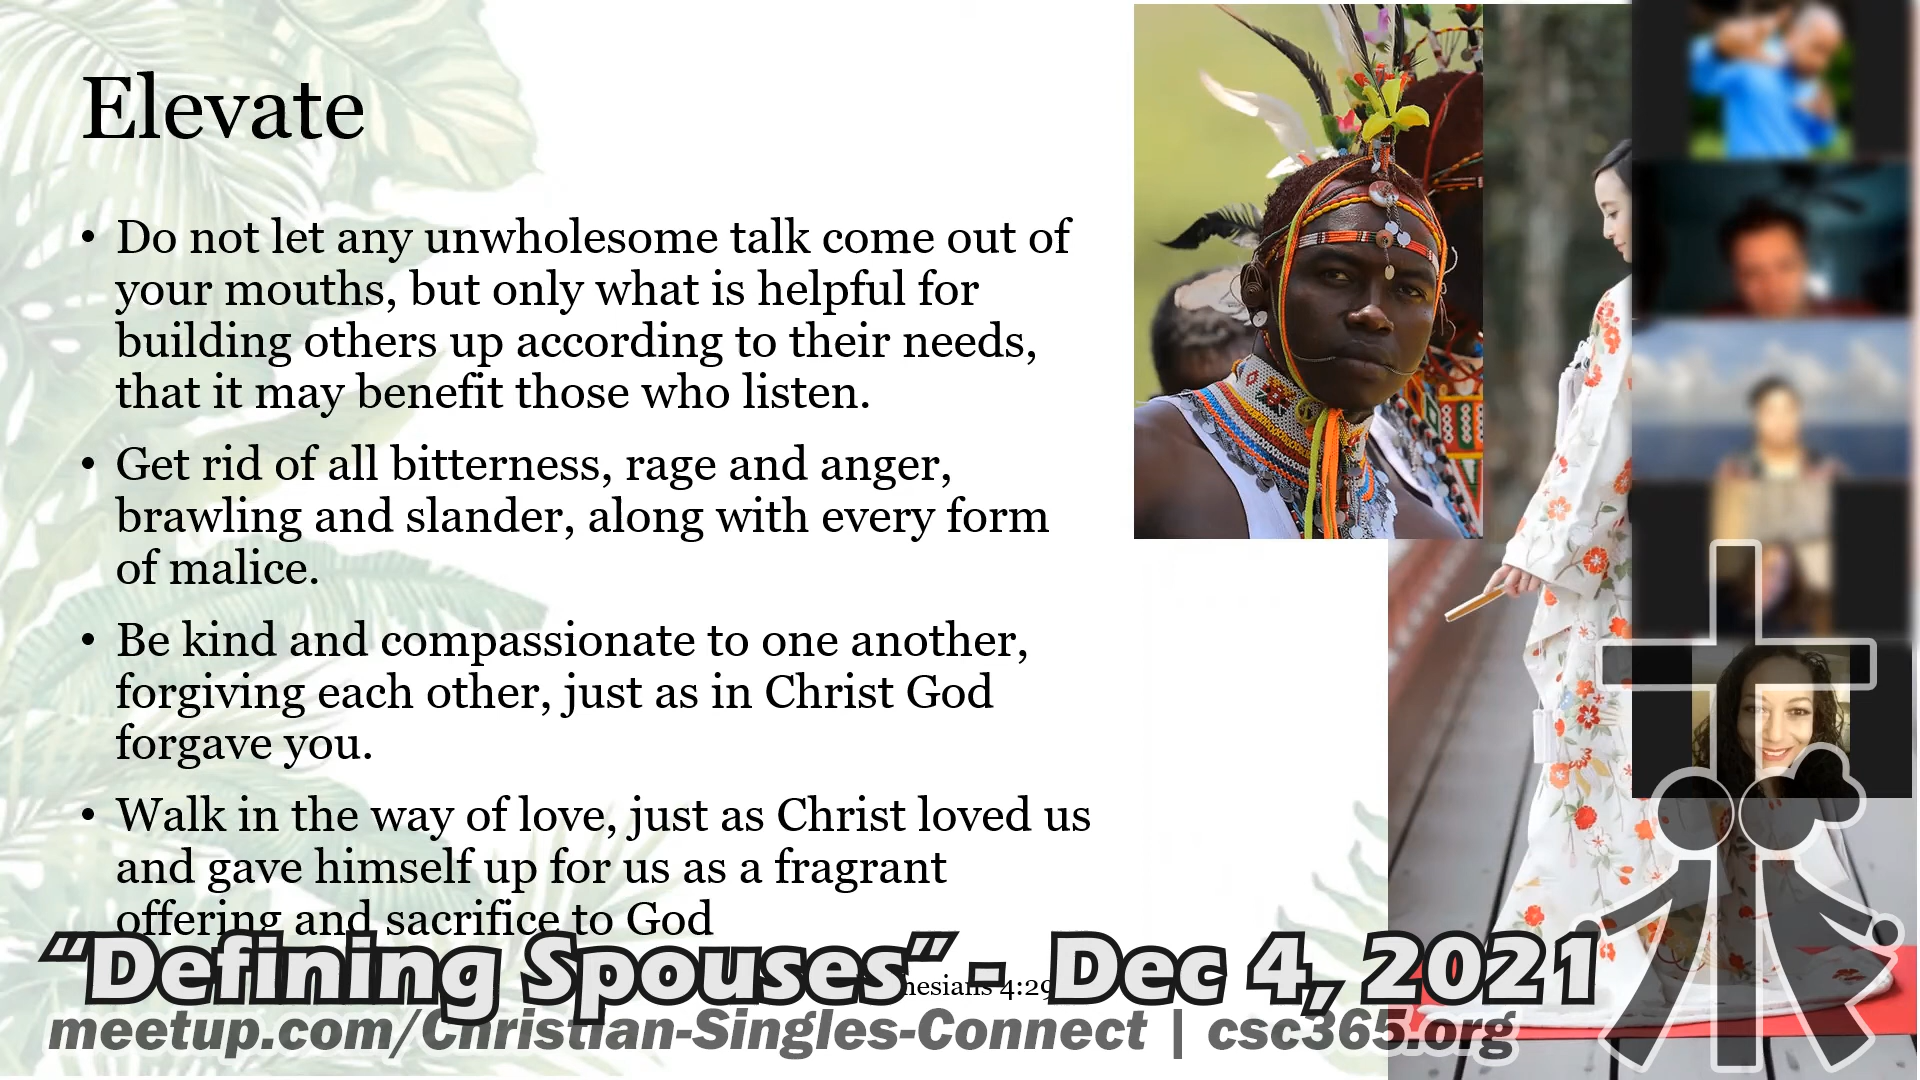 Elevate
• Do not let any unwholesome talk come out of
your mouths, but only what is helpful for
building others up according to their needs,
that it may benefit those who listen.
• Get rid of all bitterness, rage and anger,
brawling and slander, along with every form
of malice.
• Be kind and compassionate to one another,
forgiving each other, just as in Christ God
forgave you.
• Walk in the way of love, just as Christ loved us
and gave himself up for us as a fragrant
offering and sacrifice to God
“Defining Spouses” - Dec 4, 2021
meetup.com/Christian-Singles-Connect | csc365.org